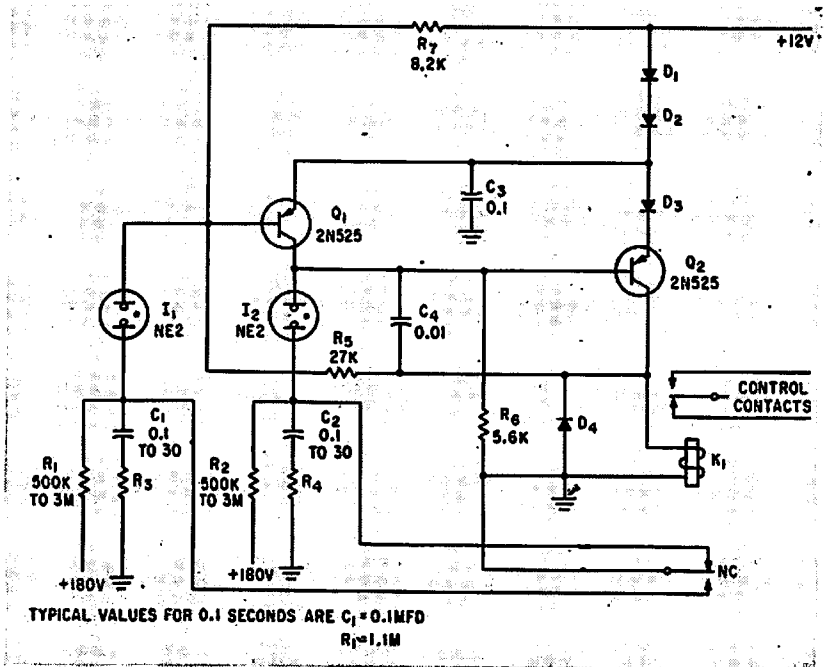 R7
8.2K
+12V
D1
D2
C3
0.1
D3
Q1
2N525
Q2
2N525
I1
NE2
I2
NE2
C4
0.01
R5
27K
CONTROL
CONTACTS
R6
5.6K
D4
K1
R1
500K
TO 3M
C1
0.1
TO 30
R3
R2
500K
TO 3M
C2
0.1
TO 30
R4
+180V
+180V
NC
TYPICAL VALUES FOR 0.1 SECONDS ARE C1=0.1MFD
R1=1.1M